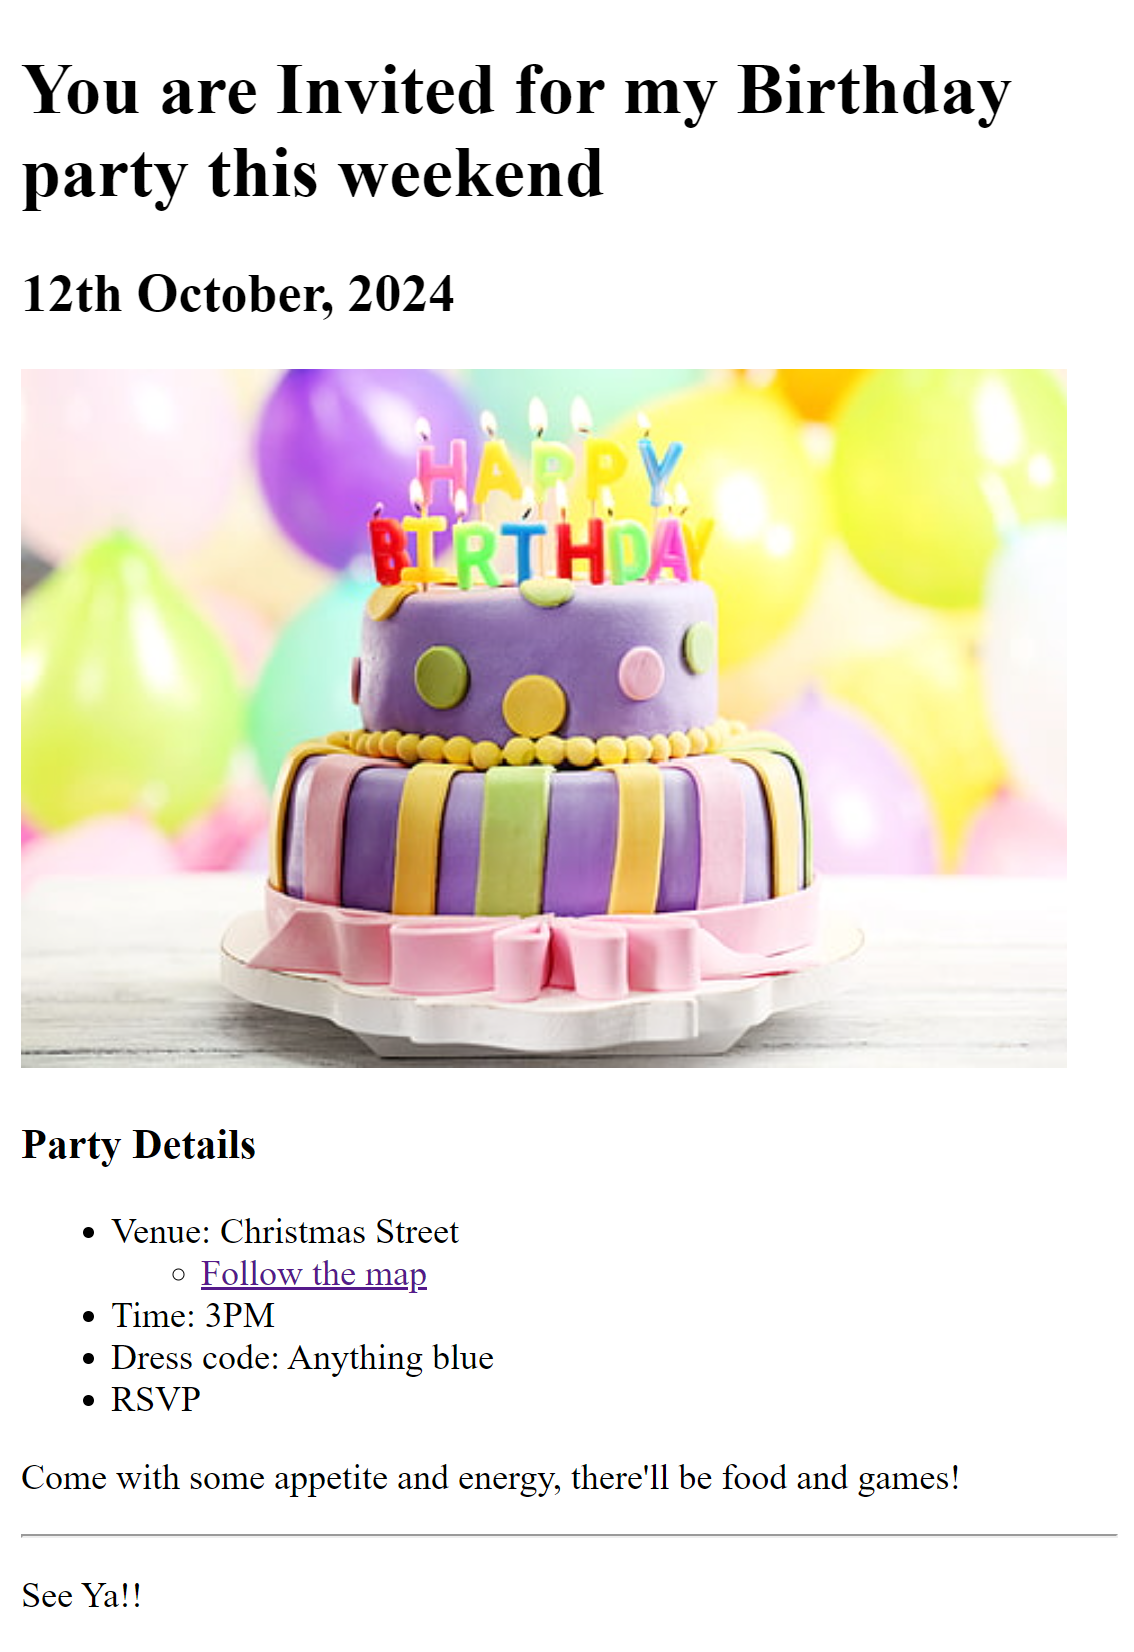 You are Invited for my Birthday
party this weekend
12th October, 2024
HAPPY
BIRTHDAY
Party Details
Venue: Christmas Street
Follow the map
Time: 3PM
Dress code: Anything blue
RSVP
Come with some appetite and energy, there'll be food and games!
See Ya!!